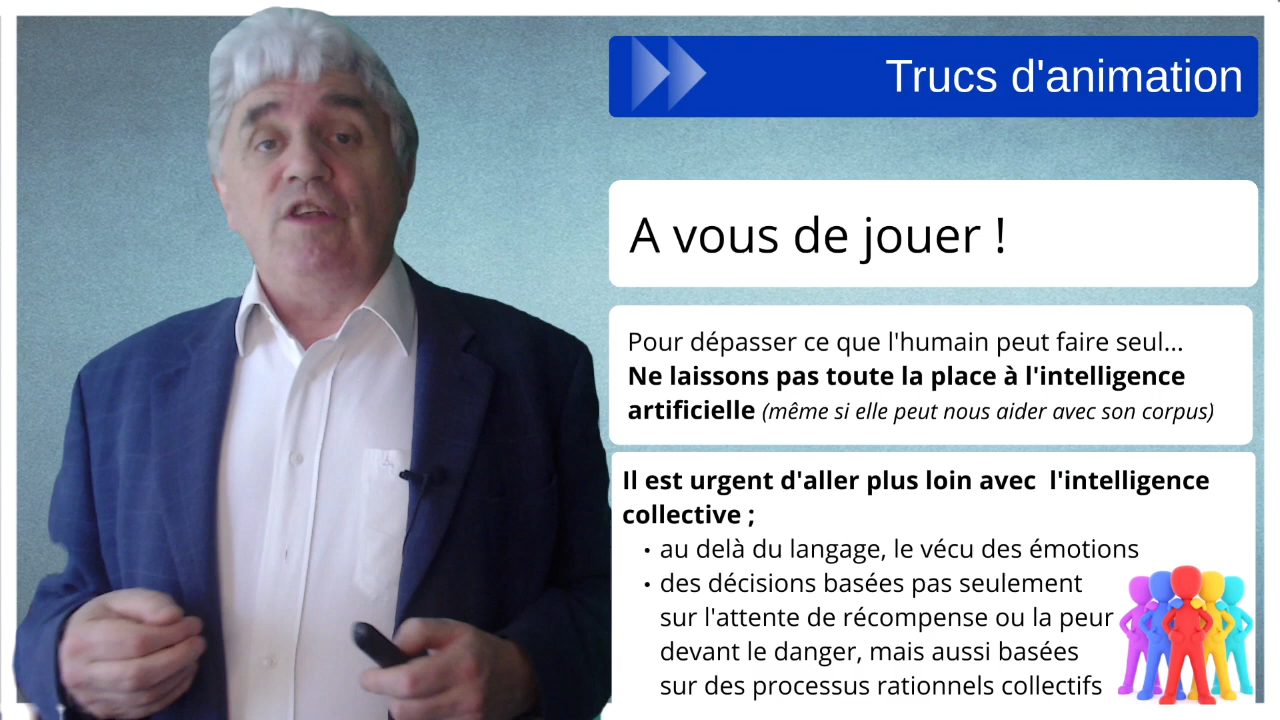 Trucs d'animation
A vous de jouer !
Pour dépasser ce que l'humain peut faire seul...
Ne laissons pas toute la place à l'intelligence
artificielle (même si elle peut nous aider avec son corpus)
Il est urgent d'aller plus loin avec l'intelligence
collective ;
• au delà du langage, le vécu des émotions
• des décisions basées pas seulement
sur l'attente de récompense ou la peur
devant le danger, mais aussi basées
sur des processus rationnels collectifs